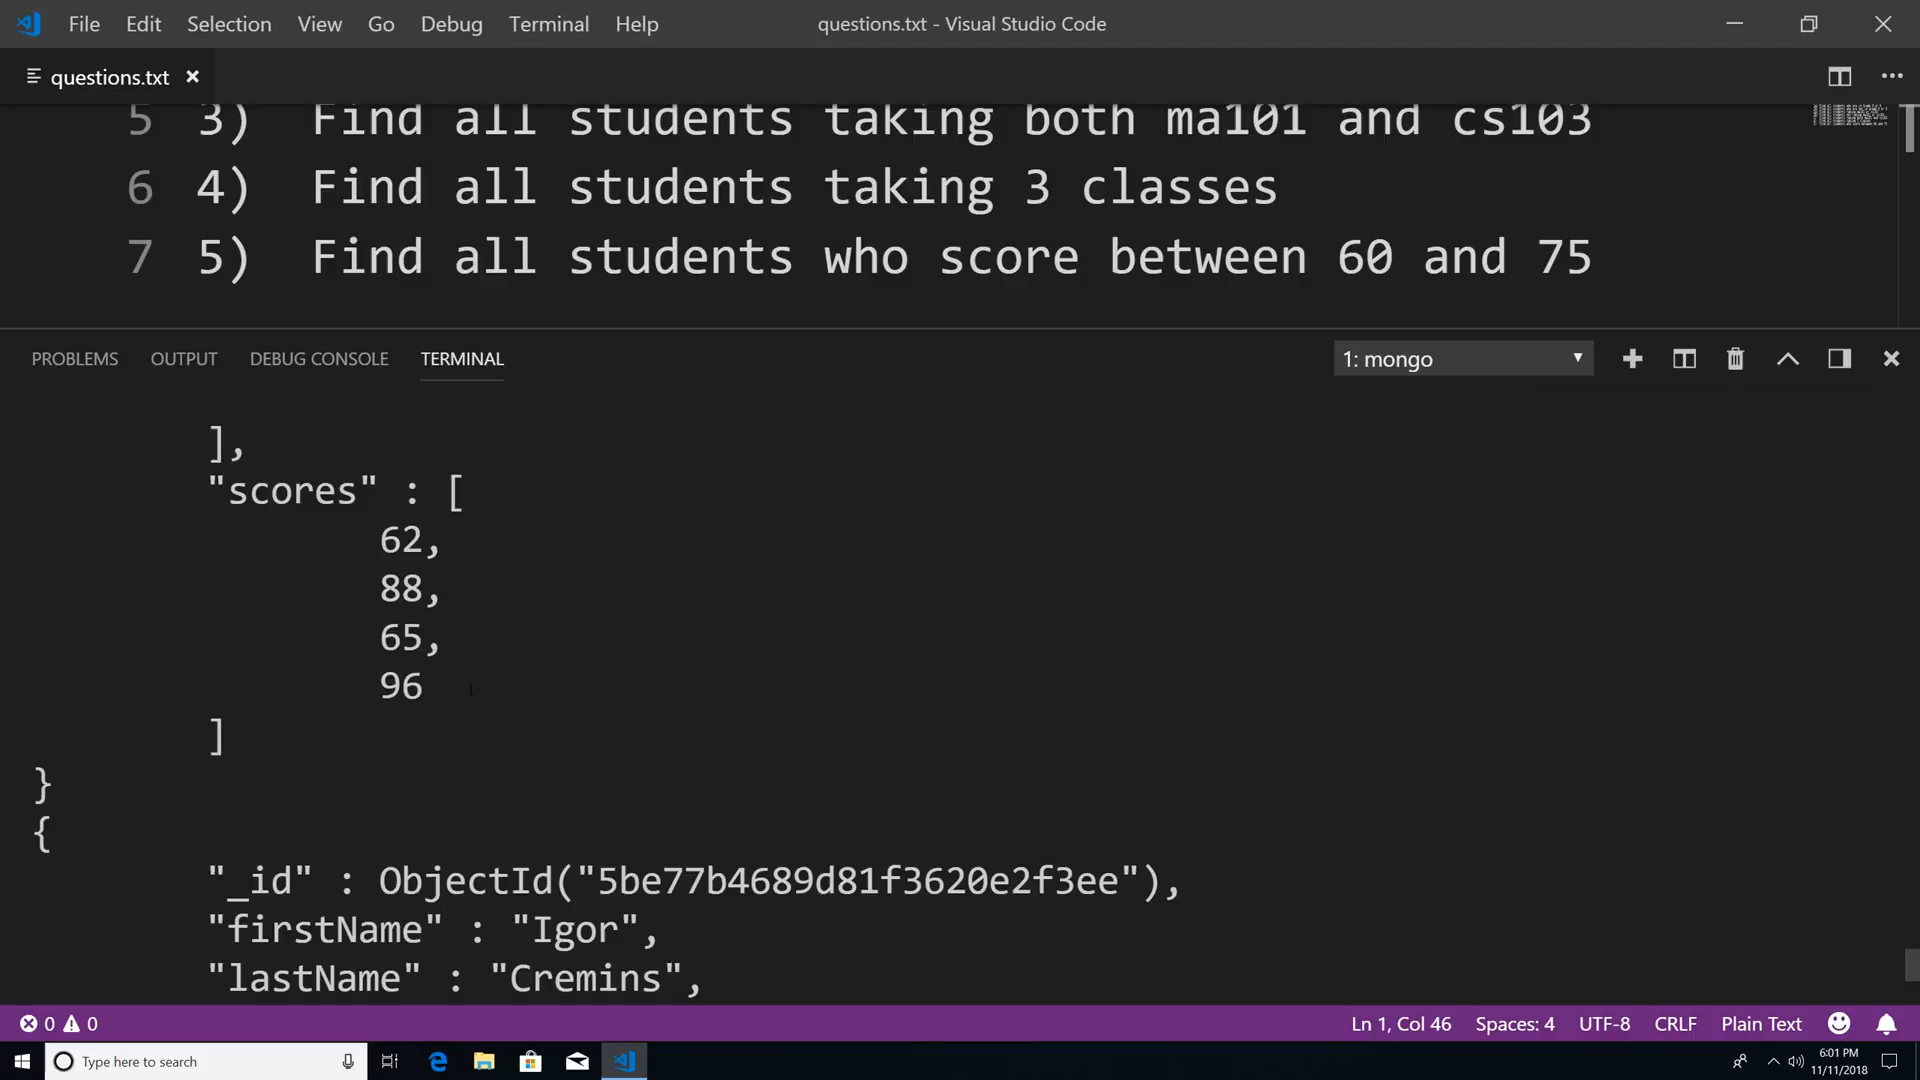 File Edit Selection View Go Debug Terminal Help questions.txt - Visual Studio Code
questions.txt
5 3) Find all students taking both ma101 and cs103
6 4) Find all students taking 3 classes
7 5) Find all students who score between 60 and 75
PROBLEMS OUTPUT DEBUG CONSOLE TERMINAL 1: mongo
],
"scores" : [
62,
88,
65,
96
]
}
{
"_id" : ObjectId("5be77b4689d81f3620e2f3ee"),
"firstName" : "Igor",
"lastName" : "Cremins",
0 0 Ln 1, Col 46 Spaces: 4 UTF-8 CRLF Plain Text
Type here to search 6:01 PM
11/11/2018